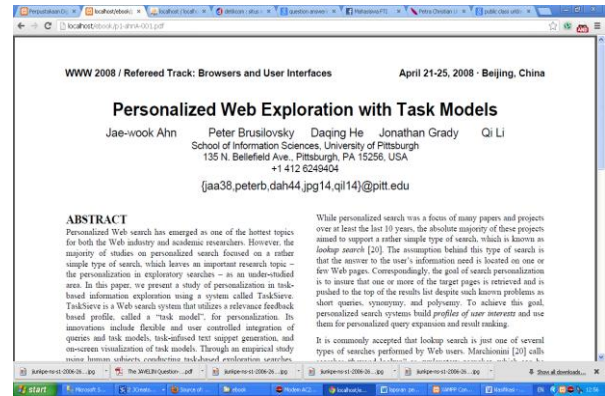 localhost/ebook/p1-ahnA-001.pdf
WWW 2008 / Refereed Track: Browsers and User Interfaces
April 21-25, 2008 · Beijing, China
Personalized Web Exploration with Task Models
Jae-wook Ahn Peter Brusilovsky Daqing He Jonathan Grady Qi Li
School of Information Sciences, University of Pittsburgh
135 N. Bellefield Ave., Pittsburgh, PA 15256, USA
+1 412 6249404
{jaa38,peterb,dah44,jpg14,qil14}@pitt.edu
ABSTRACT
Personalized Web search has emerged as one of the hottest topics
for both the Web industry and academic researchers. However, the
majority of studies on personalized search focused on a rather
simple type of search, which leaves an important research topic –
the personalization in exploratory searches – as an under-studied
area. In this paper, we present a study of personalization in task-
based information exploration using a system called TaskSieve.
TaskSieve is a Web search system that utilizes a relevance feedback
based profile, called a "task model", for personalization. Its
innovations include flexible and user controlled integration of
queries and task models, task-infused text snippet generation, and
on-screen visualization of task models. Through an empirical study
using human subjects conducting task-based exploration searches,
While personalized search was a focus of many papers and projects
over at least the last 10 years, the absolute majority of these projects
aimed to support a rather simple type of search, which is known as
lookup search [20]. The assumption behind this type of search is
that the answer to the user's information need is located on one or
few Web pages. Correspondingly, the goal of search personalization
is to insure that one or more of the target pages is retrieved and is
pushed to the top of the results list despite such known problems as
short queries, synonymy, and polysemy. To achieve this goal,
personalized search systems build profiles of user interests and use
them for personalized query expansion and result ranking.
It is commonly accepted that lookup search is just one of several
types of searches performed by Web users. Marchionini [20] calls
Show all downloads...
start
12:56